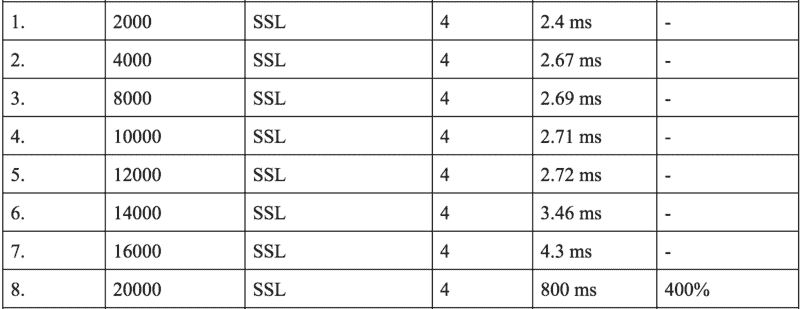 1. 2000 SSL 4 2.4 ms -
2. 4000 SSL 4 2.67 ms -
3. 8000 SSL 4 2.69 ms -
4. 10000 SSL 4 2.71 ms -
5. 12000 SSL 4 2.72 ms -
6. 14000 SSL 4 3.46 ms -
7. 16000 SSL 4 4.3 ms -
8. 20000 SSL 4 800 ms 400%